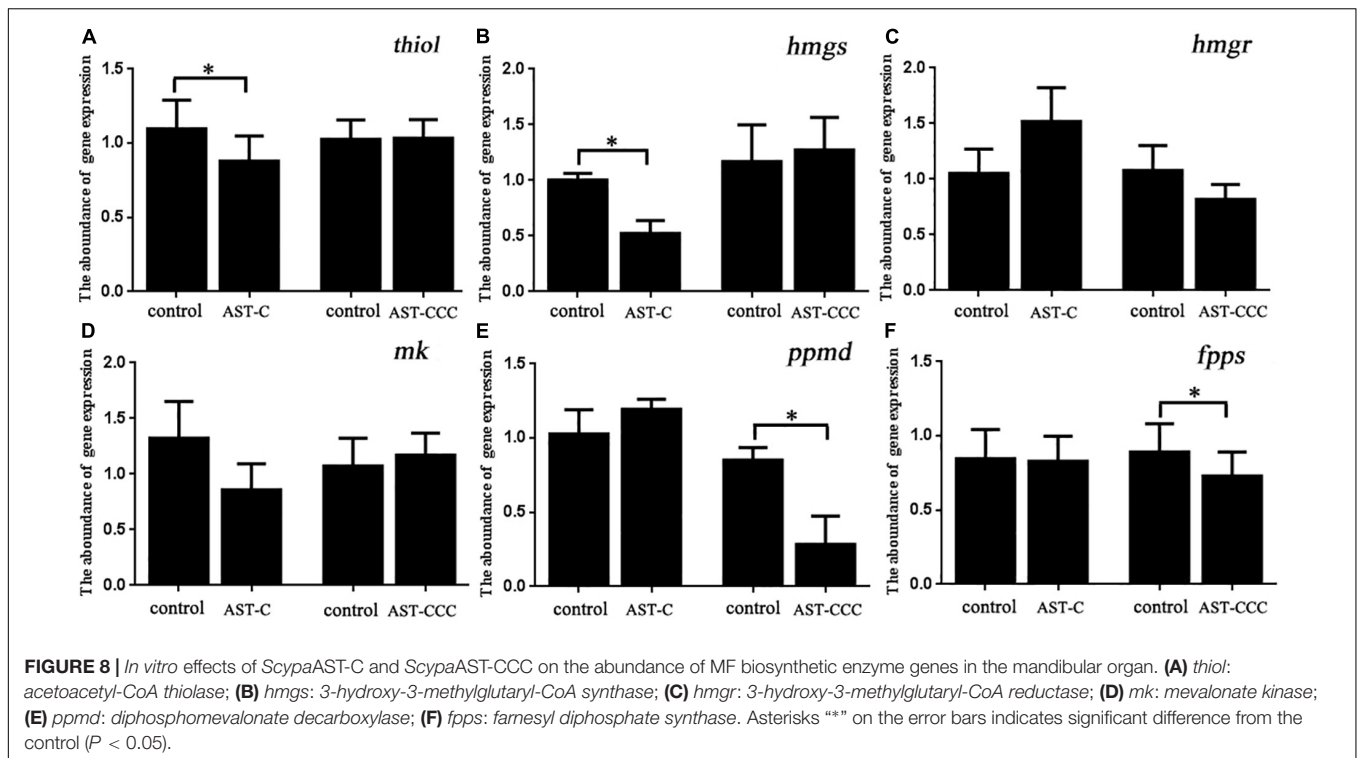 A
thiol
The aboundance of gene expression
1.5
1.0
0.5
0.0
*
control
AST-C
control
AST-CCC
B
hmgs
The aboundance of gene expression
2.0
1.5
1.0
0.5
0.0
*
control
AST-C
control
AST-CCC
C
hmgr
The aboundance of gene expression
2.0
1.5
1.0
0.5
0.0
control
AST-C
control
AST-CCC
D
mk
The aboundance of gene expression
2.0
1.5
1.0
0.5
0.0
control
AST-C
control
AST-CCC
E
ppmd
The aboundance of gene expression
1.5
1.0
0.5
0.0
*
control
AST-C
control
AST-CCC
F
fpps
The aboundance of gene expression
1.5
1.0
0.5
0.0
*
control
AST-C
control
AST-CCC
FIGURE 8 | In vitro effects of ScypaAST-C and ScypaAST-CCC on the abundance of MF biosynthetic enzyme genes in the mandibular organ. (A) thiol:
acetoacetyl-CoA thiolase; (B) hmgs: 3-hydroxy-3-methylglutaryl-CoA synthase; (C) hmgr: 3-hydroxy-3-methylglutaryl-CoA reductase; (D) mk: mevalonate kinase;
(E) ppmd: diphosphomevalonate decarboxylase; (F) fpps: farnesyl diphosphate synthase. Asterisks “*” on the error bars indicates significant difference from the
control (P < 0.05).